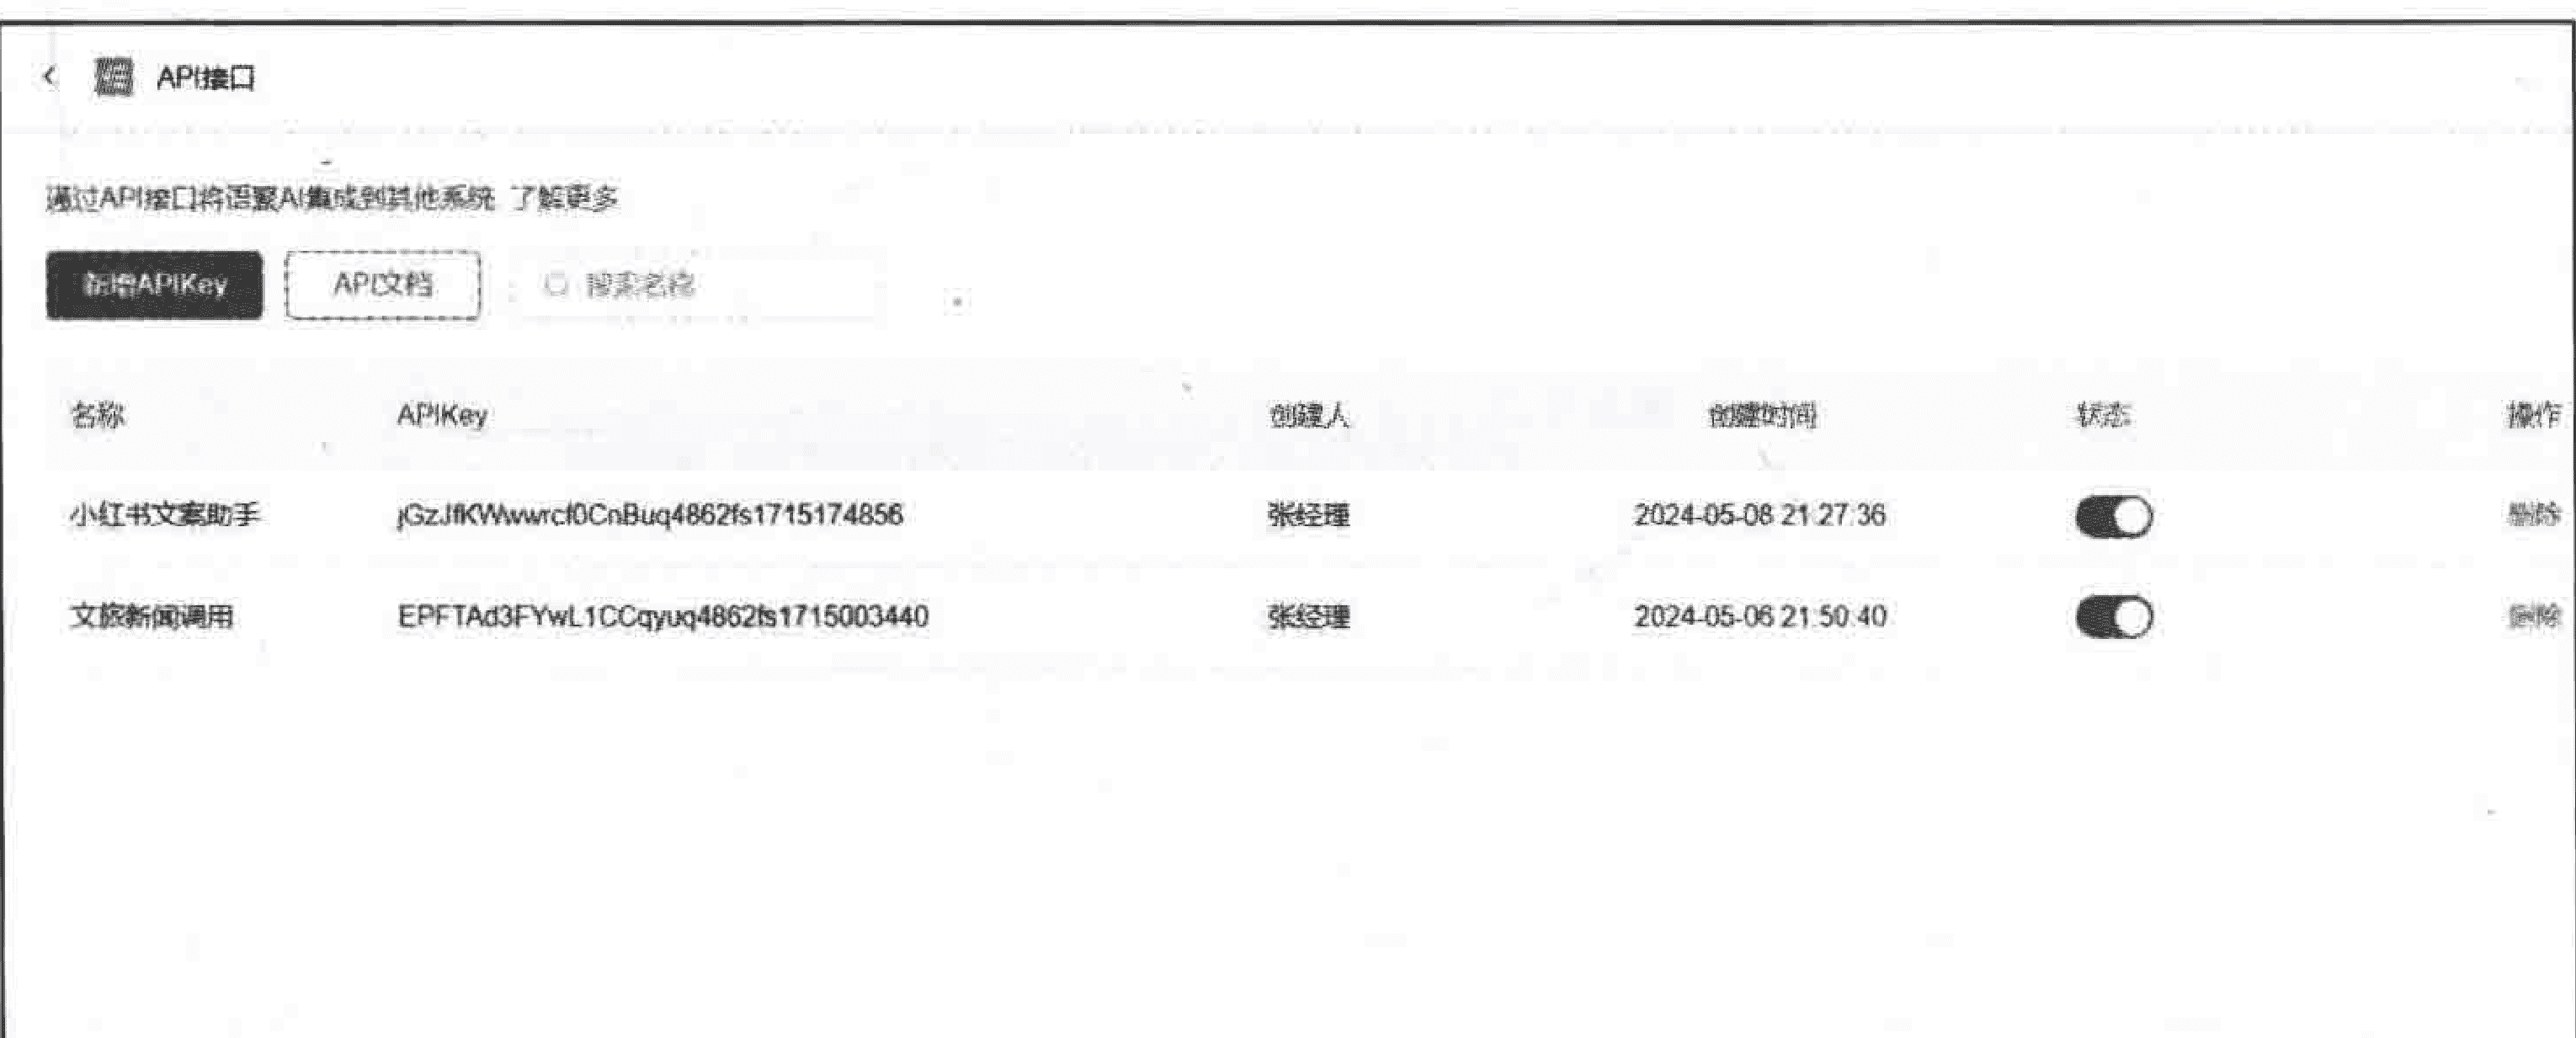 API接口
通过API接口将语聚AI集成到其他系统 了解更多
新增APIKey API文档 搜索名称
名称 APIKey 创建人 创建时间 状态 操作
小红书文案助手 张经理 2024-05-08 21:27:36 删除
文旅新闻调用 EPFTAd3FYwL1CCqyuq4862fs1715003440 张经理 2024-05-06 21:50:40 删除